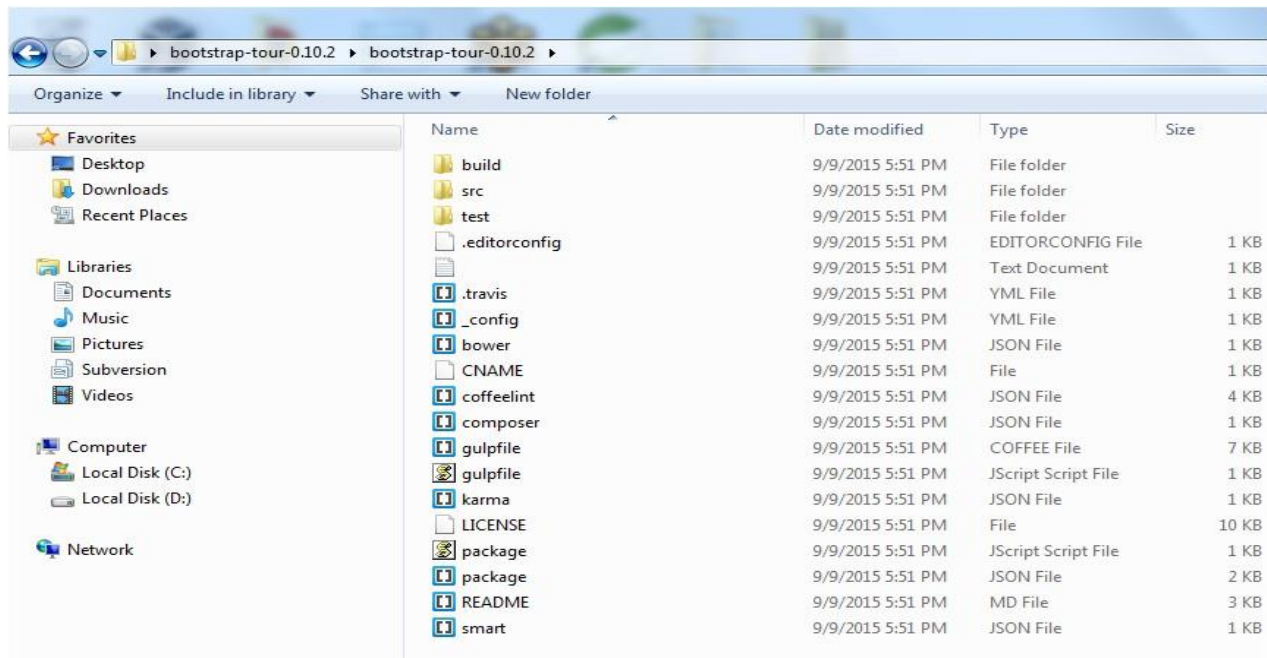 bootstrap-tour-0.10.2 ▸ bootstrap-tour-0.10.2 ▸
Organize Include in library Share with New folder
Favorites
Desktop
Downloads
Recent Places
Libraries
Documents
Music
Pictures
Subversion
Videos
Computer
Local Disk (C:)
Local Disk (D:)
Network
Name Date modified Type Size
build 9/9/2015 5:51 PM File folder
src 9/9/2015 5:51 PM File folder
test 9/9/2015 5:51 PM File folder
.editorconfig 9/9/2015 5:51 PM EDITORCONFIG File 1 KB
9/9/2015 5:51 PM Text Document 1 KB
.travis 9/9/2015 5:51 PM YML File 1 KB
_config 9/9/2015 5:51 PM YML File 1 KB
bower 9/9/2015 5:51 PM JSON File 1 KB
CNAME 9/9/2015 5:51 PM File 1 KB
coffeelint 9/9/2015 5:51 PM JSON File 4 KB
composer 9/9/2015 5:51 PM JSON File 1 KB
gulpfile 9/9/2015 5:51 PM COFFEE File 7 KB
gulpfile 9/9/2015 5:51 PM JScript Script File 1 KB
karma 9/9/2015 5:51 PM JSON File 1 KB
LICENSE 9/9/2015 5:51 PM File 10 KB
package 9/9/2015 5:51 PM JScript Script File 1 KB
package 9/9/2015 5:51 PM JSON File 2 KB
README 9/9/2015 5:51 PM MD File 3 KB
smart 9/9/2015 5:51 PM JSON File 1 KB